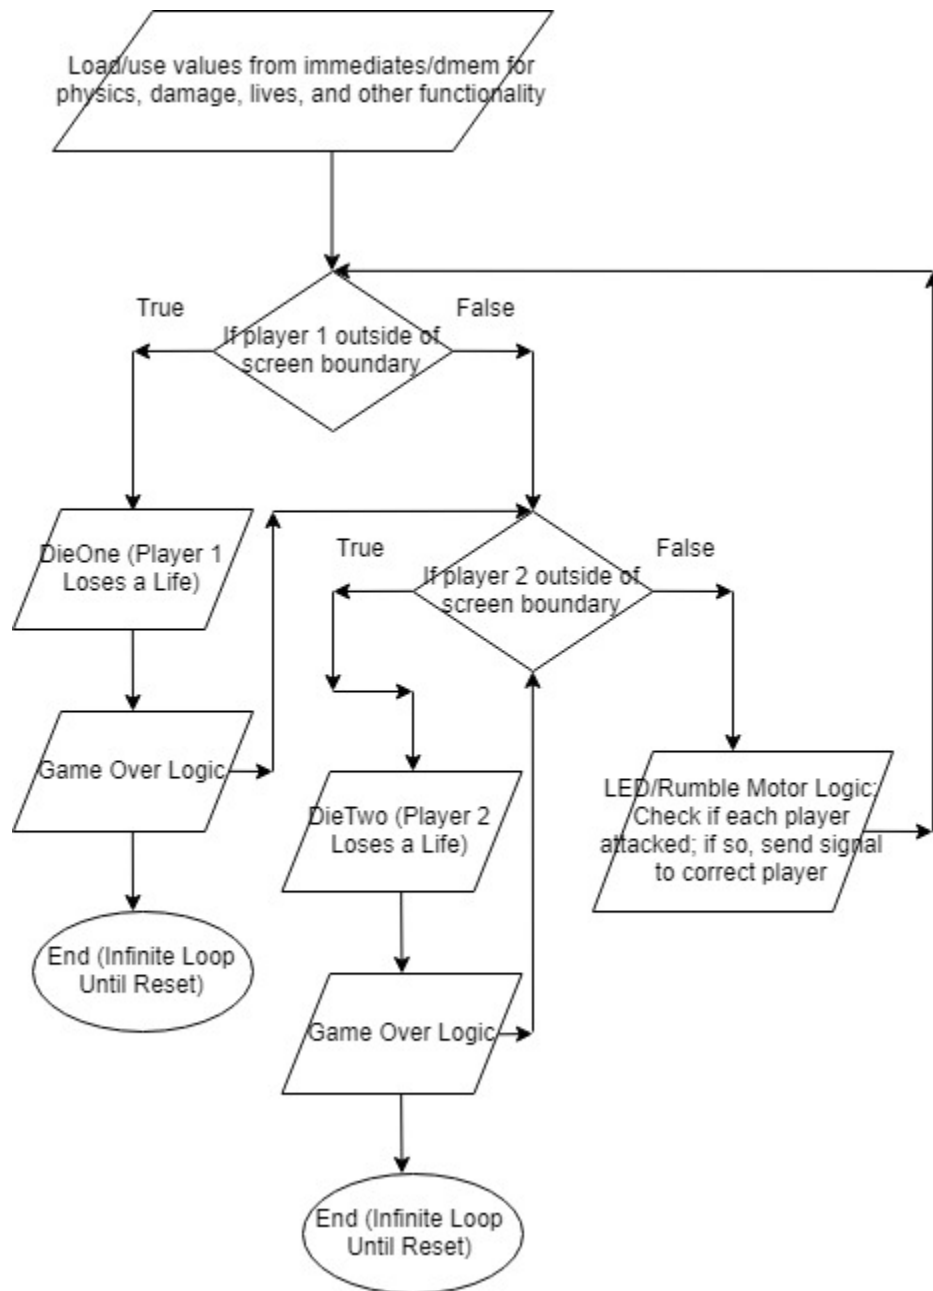 Load/use values from immediates/dmem for
physics, damage, lives, and other functionality
True
False
If player 1 outside of
screen boundary
DieOne (Player 1
Loses a Life)
True
False
If player 2 outside of
screen boundary
Game Over Logic
DieTwo (Player 2
Loses a Life)
LED/Rumble Motor Logic:
Check if each player
attacked; if so, send signal
to correct player
End (Infinite Loop
Until Reset)
Game Over Logic
End (Infinite Loop
Until Reset)